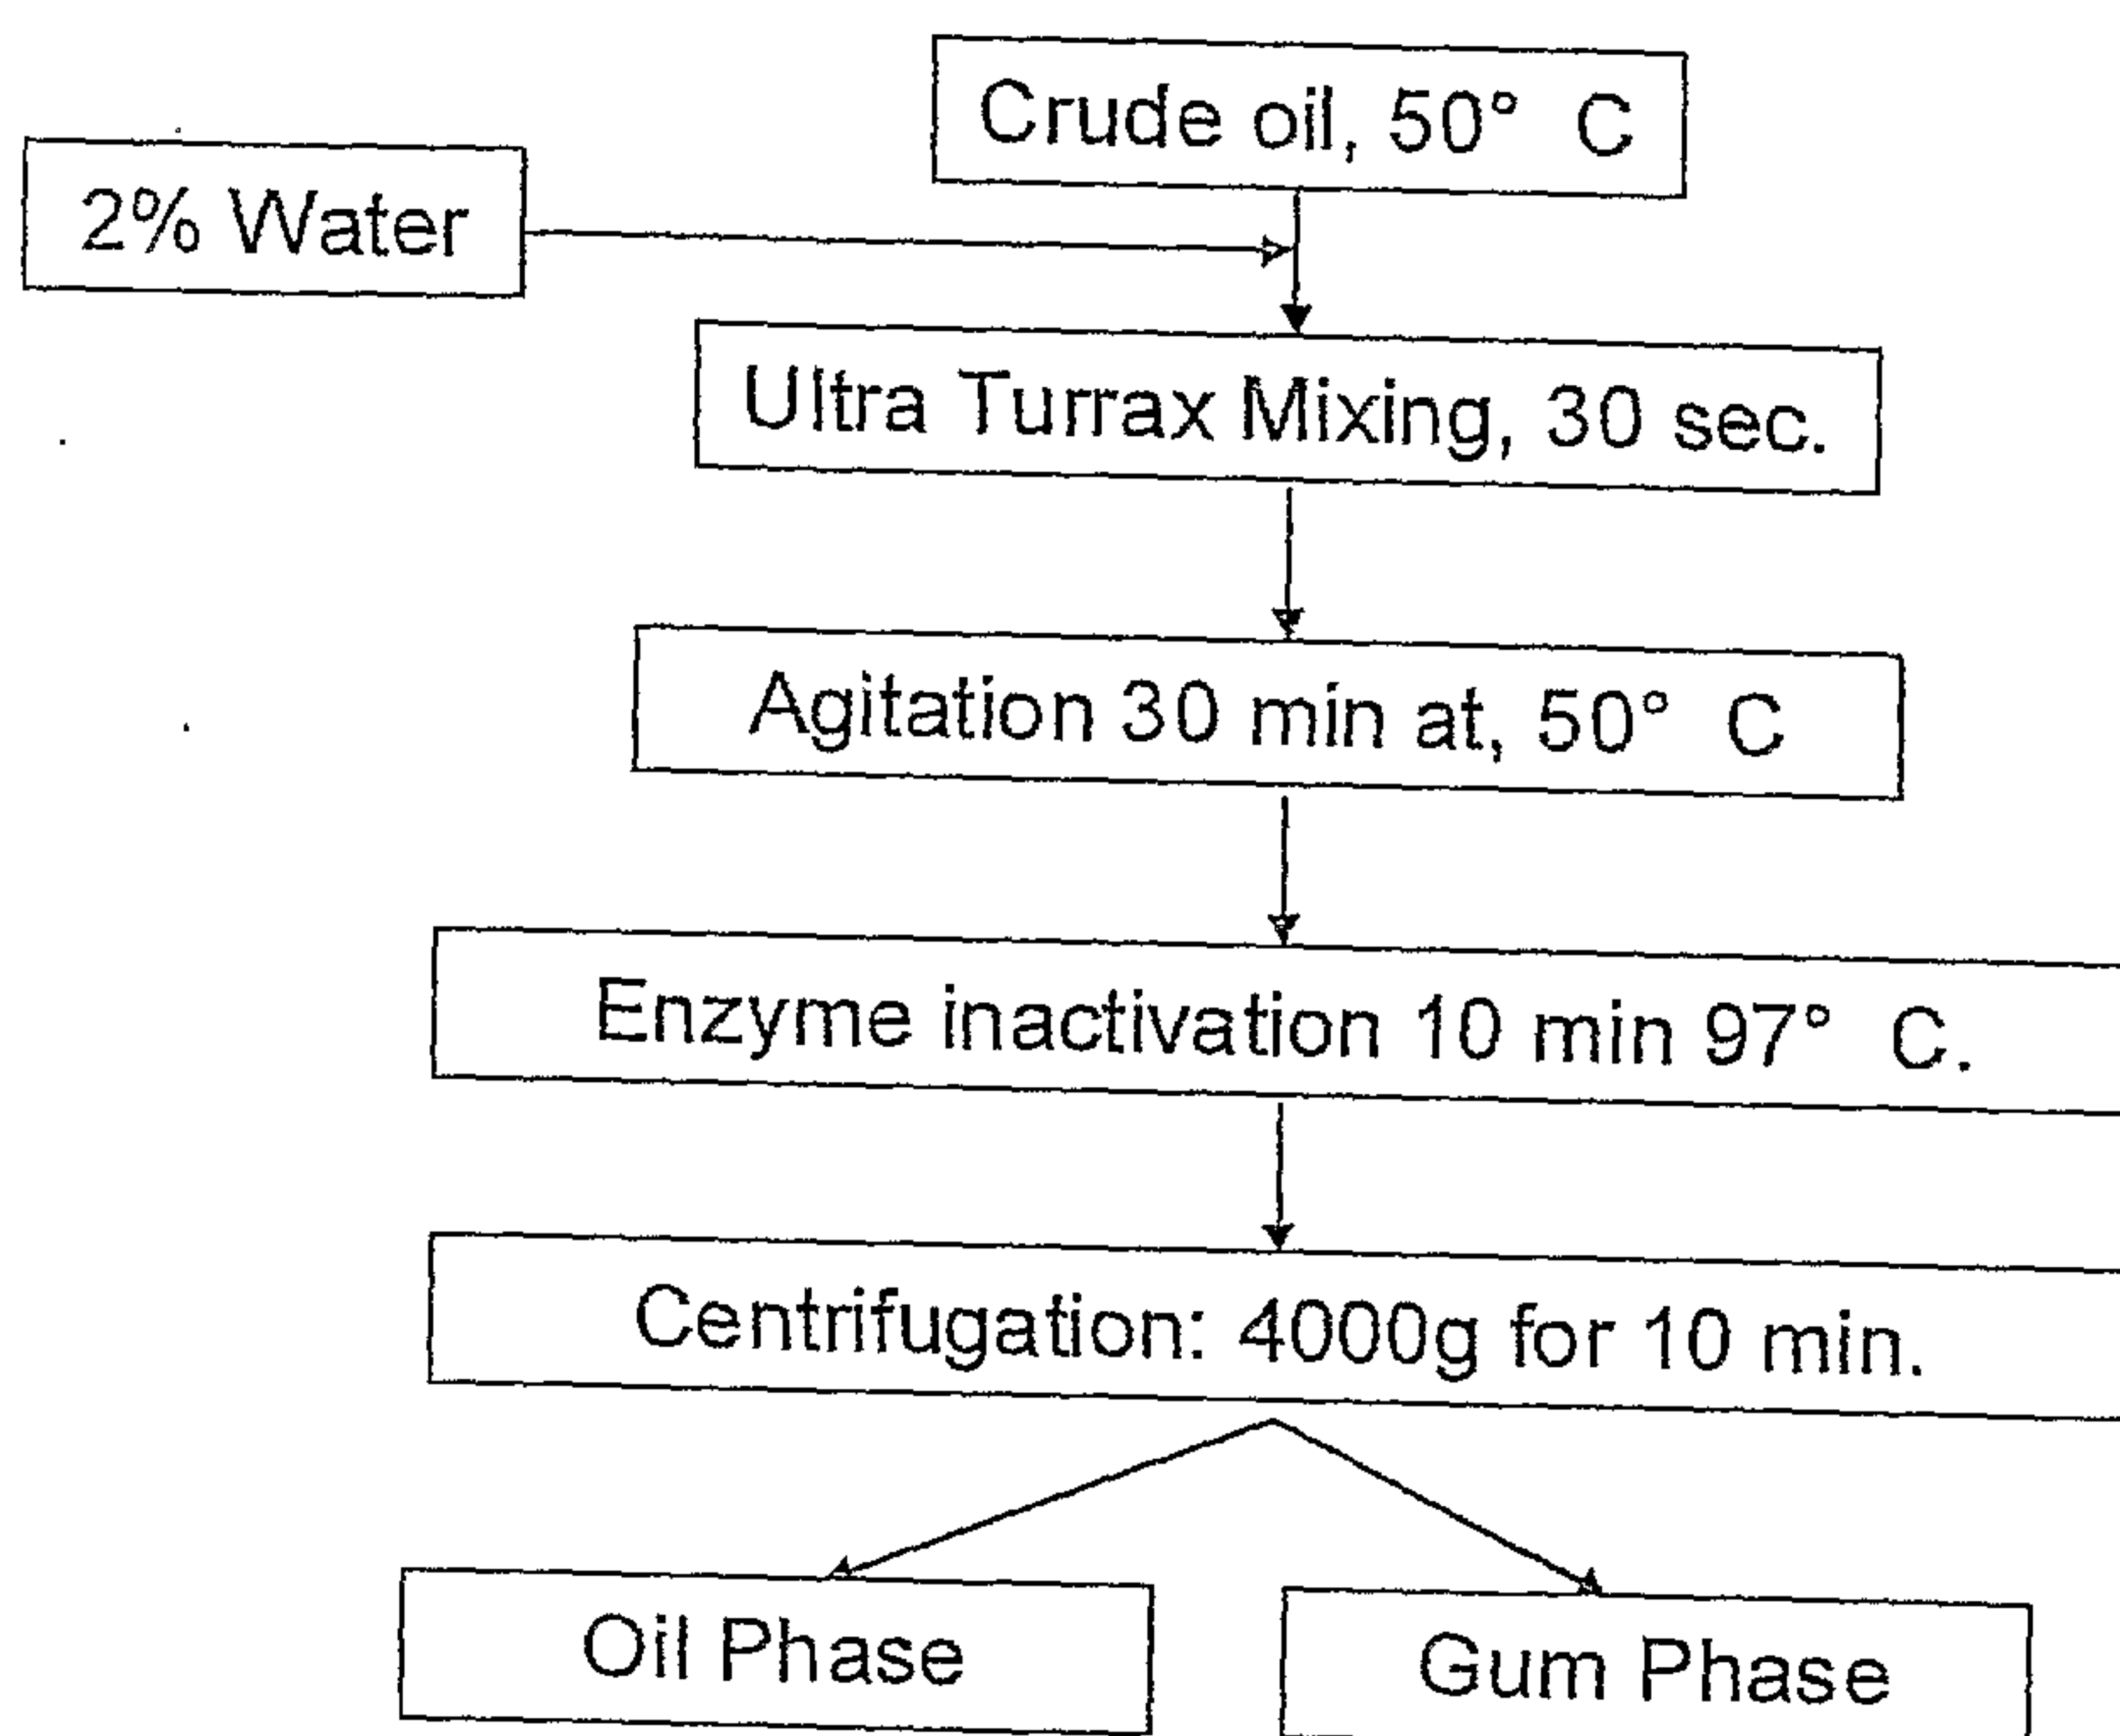 Crude oil, 50° C
2% Water
Ultra Turrax Mixing, 30 sec.
Agitation 30 min at, 50° C
Enzyme inactivation 10 min 97° C.
Centrifugation: 4000g for 10 min.
Oil Phase
Gum Phase